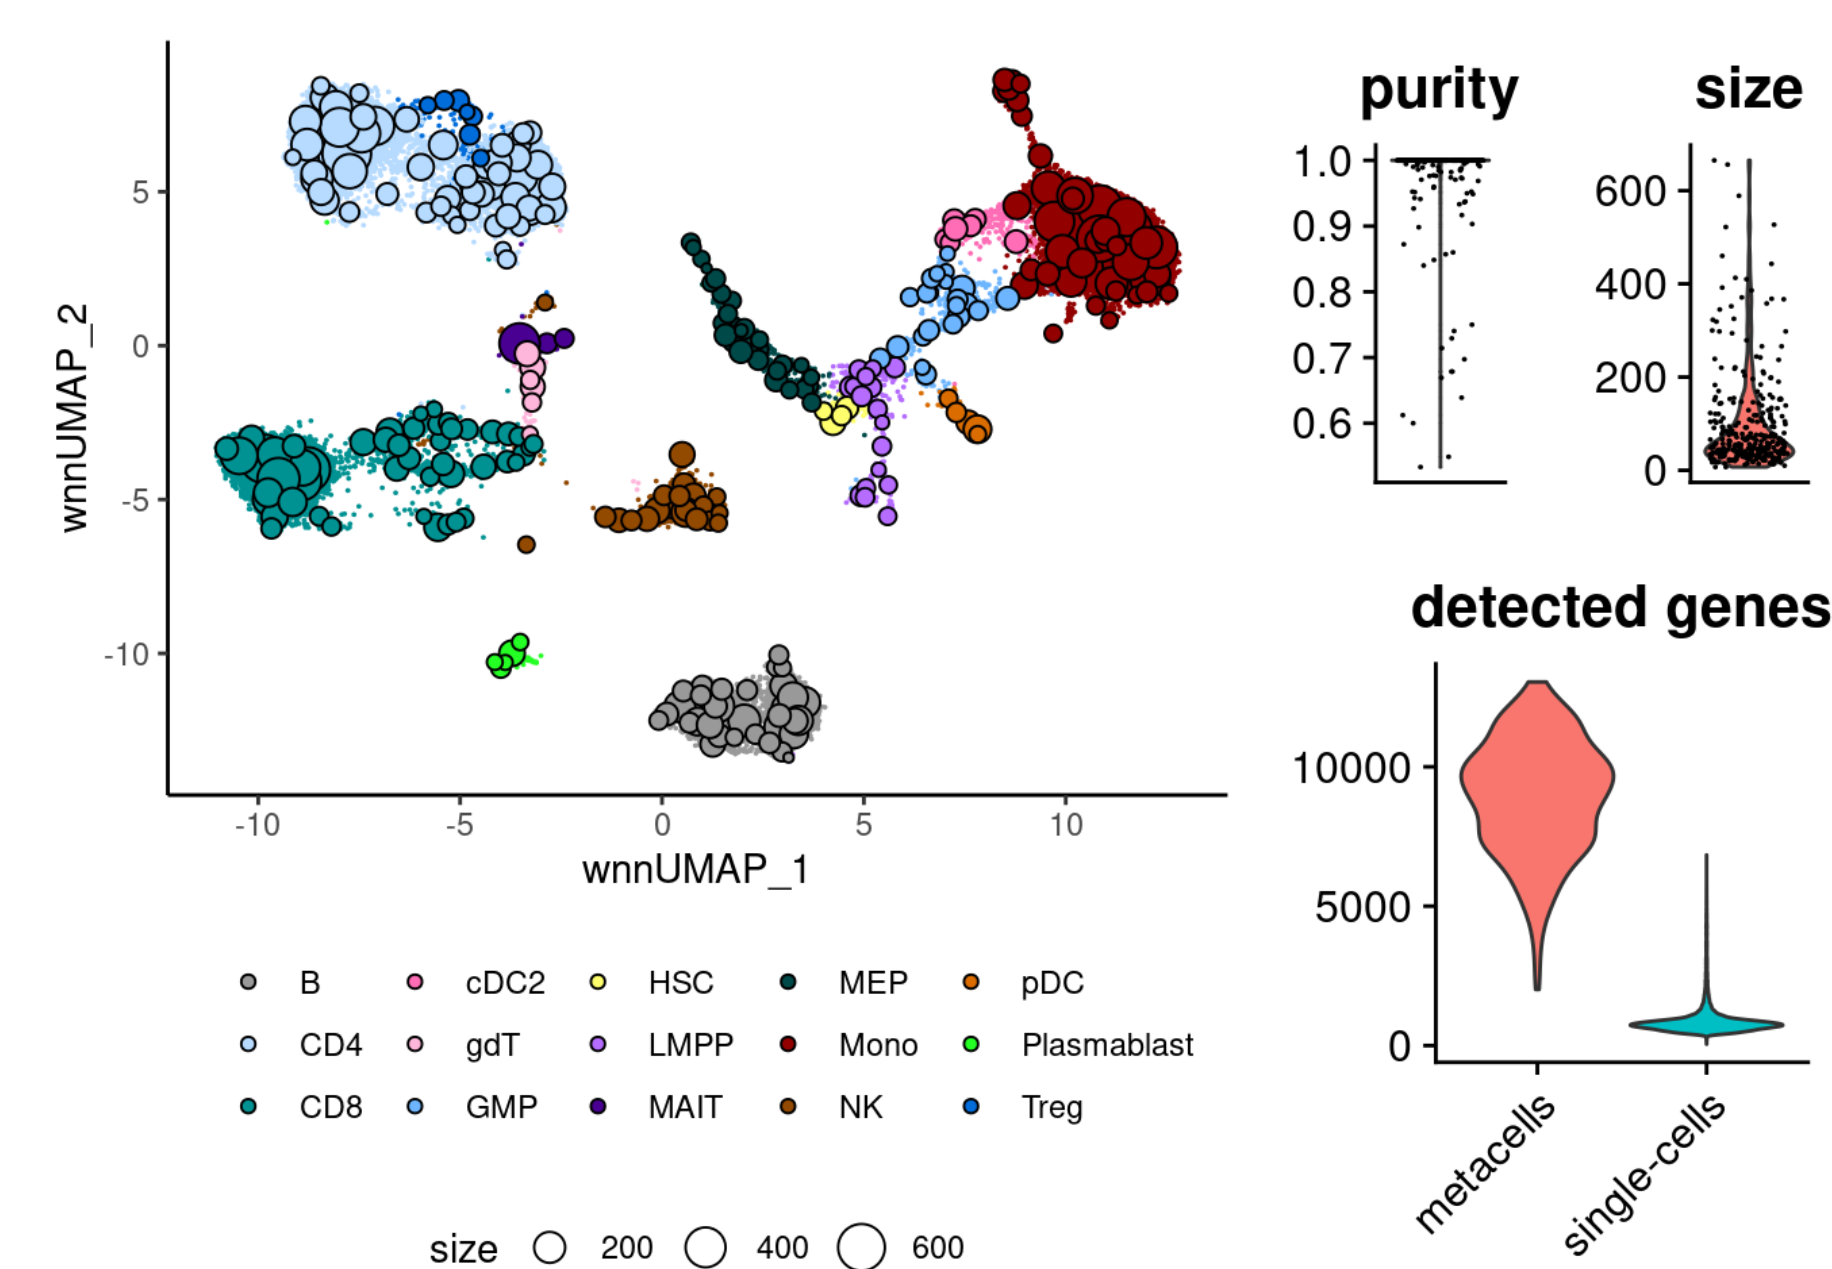 wnnUMAP_2
5
0
-5
-10
-10
-5
0
5
10
wnnUMAP_1
purity
1.0
0.9
0.8
0.7
0.6
size
600
400
200
0
detected genes
10000
5000
0
metacells
single-cells
B
cDC2
HSC
MEP
pDC
CD4
gdT
LMPP
Mono
Plasmablast
CD8
GMP
MAIT
NK
Treg
size 200 400 600